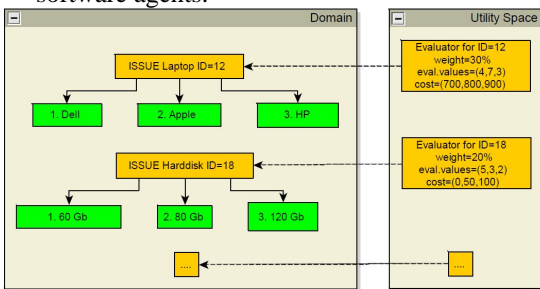 software agents.
Domain
Utility Space
ISSUE Laptop ID=12
Evaluator for ID=12
weight=30%
eval.values=(4,7,3)
cost=(700,800,900)
1. Dell
2. Apple
3. HP
ISSUE Harddisk ID=18
Evaluator for ID=18
weight=20%
eval.values=(5,3,2)
cost=(0,50,100)
1. 60 Gb
2. 80 Gb
3. 120 Gb
....
....